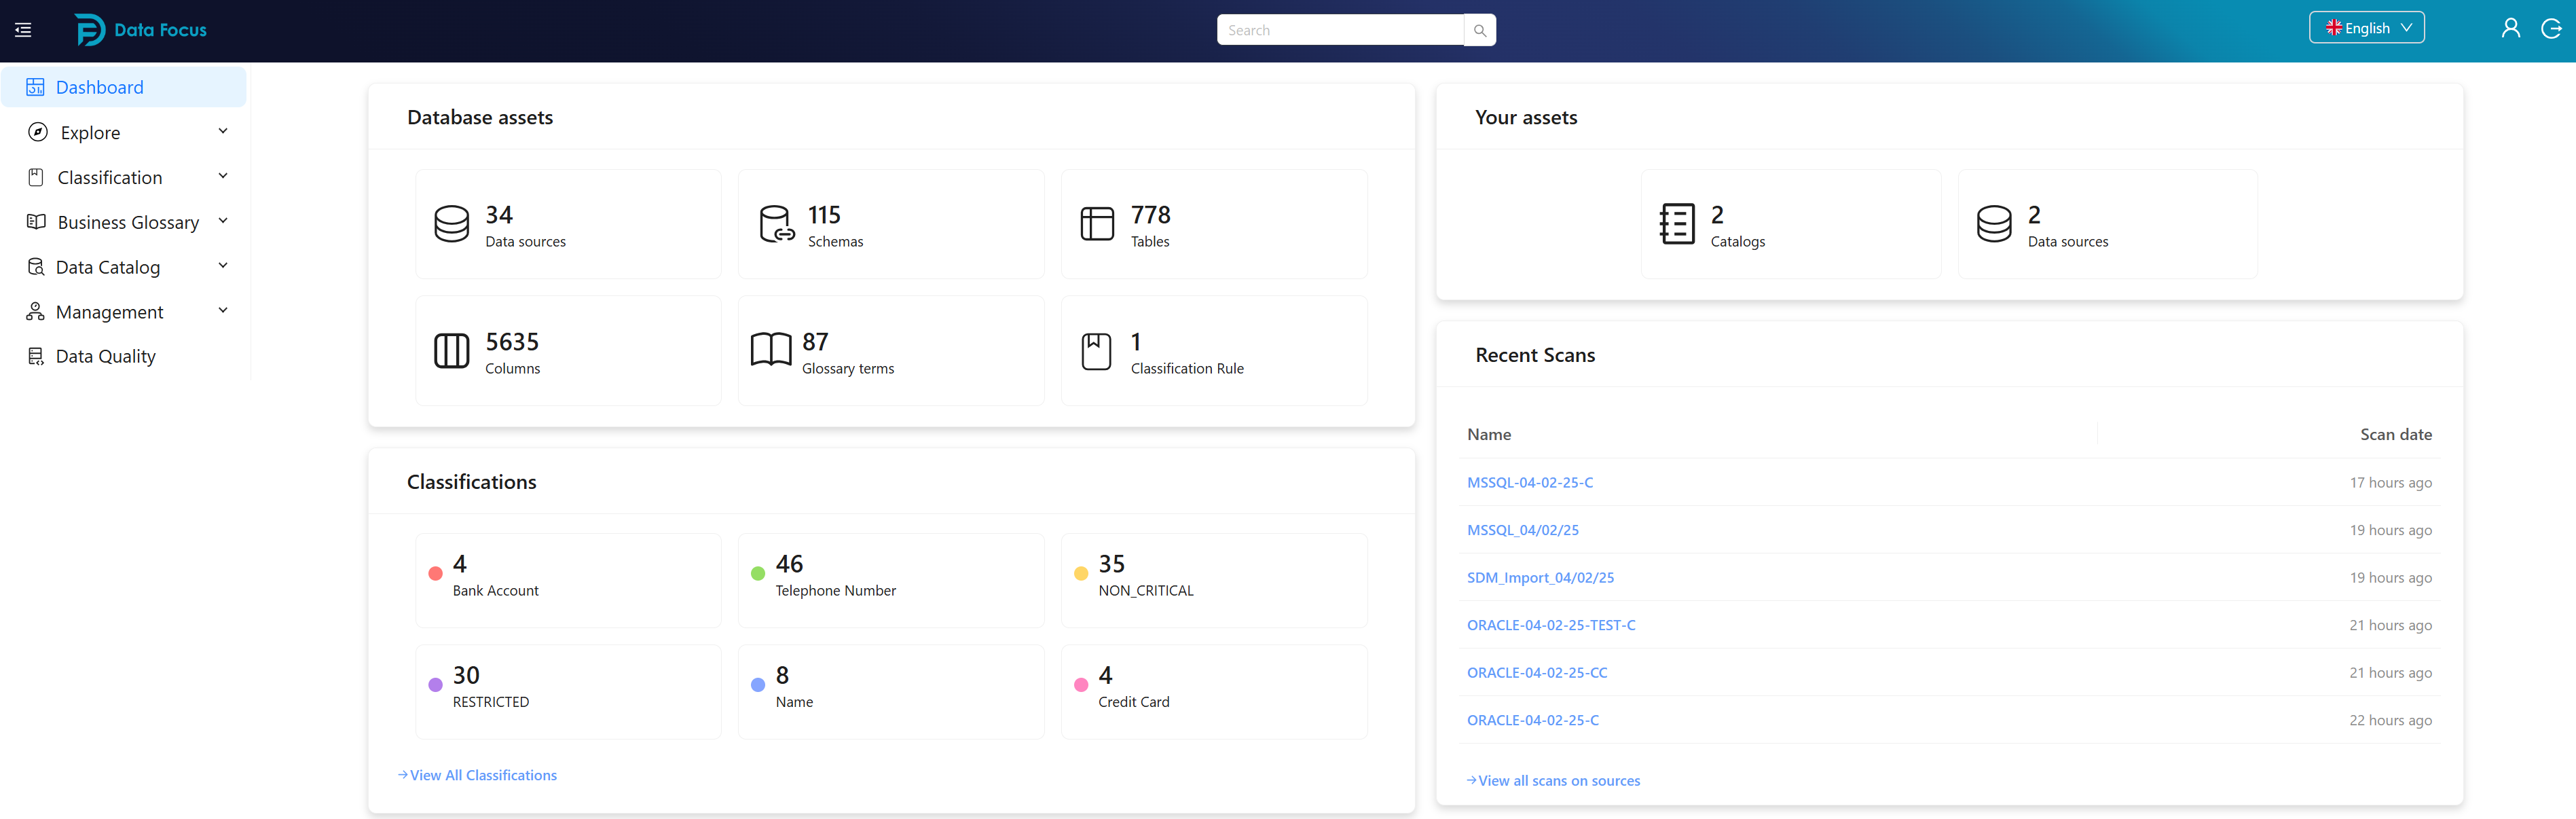 Data Focus
Search
English
Dashboard
Explore
Classification
Business Glossary
Data Catalog
Management
Data Quality
Database assets
34
Data sources
115
Schemas
778
Tables
5635
Columns
87
Glossary terms
1
Classification Rule
Classifications
4
Bank Account
46
Telephone Number
35
NON_CRITICAL
30
RESTRICTED
8
Name
4
Credit Card
View All Classifications
Your assets
2
Catalogs
2
Data sources
Recent Scans
Name Scan date
MSSQL-04-02-25-C 17 hours ago
MSSQL_04/02/25 19 hours ago
SDM_Import_04/02/25 19 hours ago
ORACLE-04-02-25-TEST-C 21 hours ago
ORACLE-04-02-25-CC 21 hours ago
ORACLE-04-02-25-C 22 hours ago
View all scans on sources